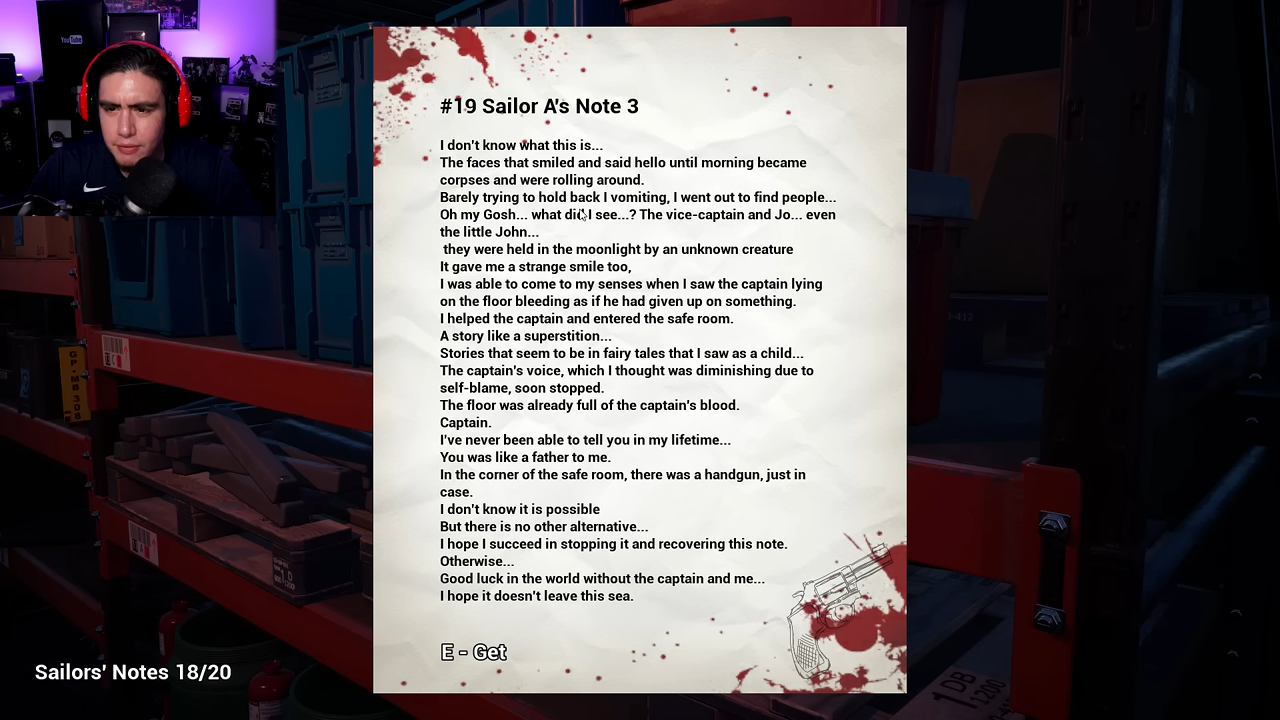 YouTube
#19 Sailor A's Note 3
I don't know what this is...
The faces that smiled and said hello until morning became
corpses and were rolling around.
Barely trying to hold back I vomiting, I went out to find people...
Oh my Gosh... what did I see...? The vice-captain and Jo... even
the little John...
they were held in the moonlight by an unknown creature
It gave me a strange smile too,
I was able to come to my senses when I saw the captain lying
on the floor bleeding as if he had given up on something.
I helped the captain and entered the safe room.
A story like a superstition...
Stories that seem to be in fairy tales that I saw as a child...
The captain's voice, which I thought was diminishing due to
self-blame, soon stopped.
The floor was already full of the captain's blood.
Captain.
I've never been able to tell you in my lifetime...
You was like a father to me.
In the corner of the safe room, there was a handgun, just in
case.
I don't know it is possible
But there is no other alternative...
I hope I succeed in stopping it and recovering this note.
Otherwise...
Good luck in the world without the captain and me...
I hope it doesn't leave this sea.
E - Get
Sailors' Notes 18/20
GP-MB 308
1DB
1200